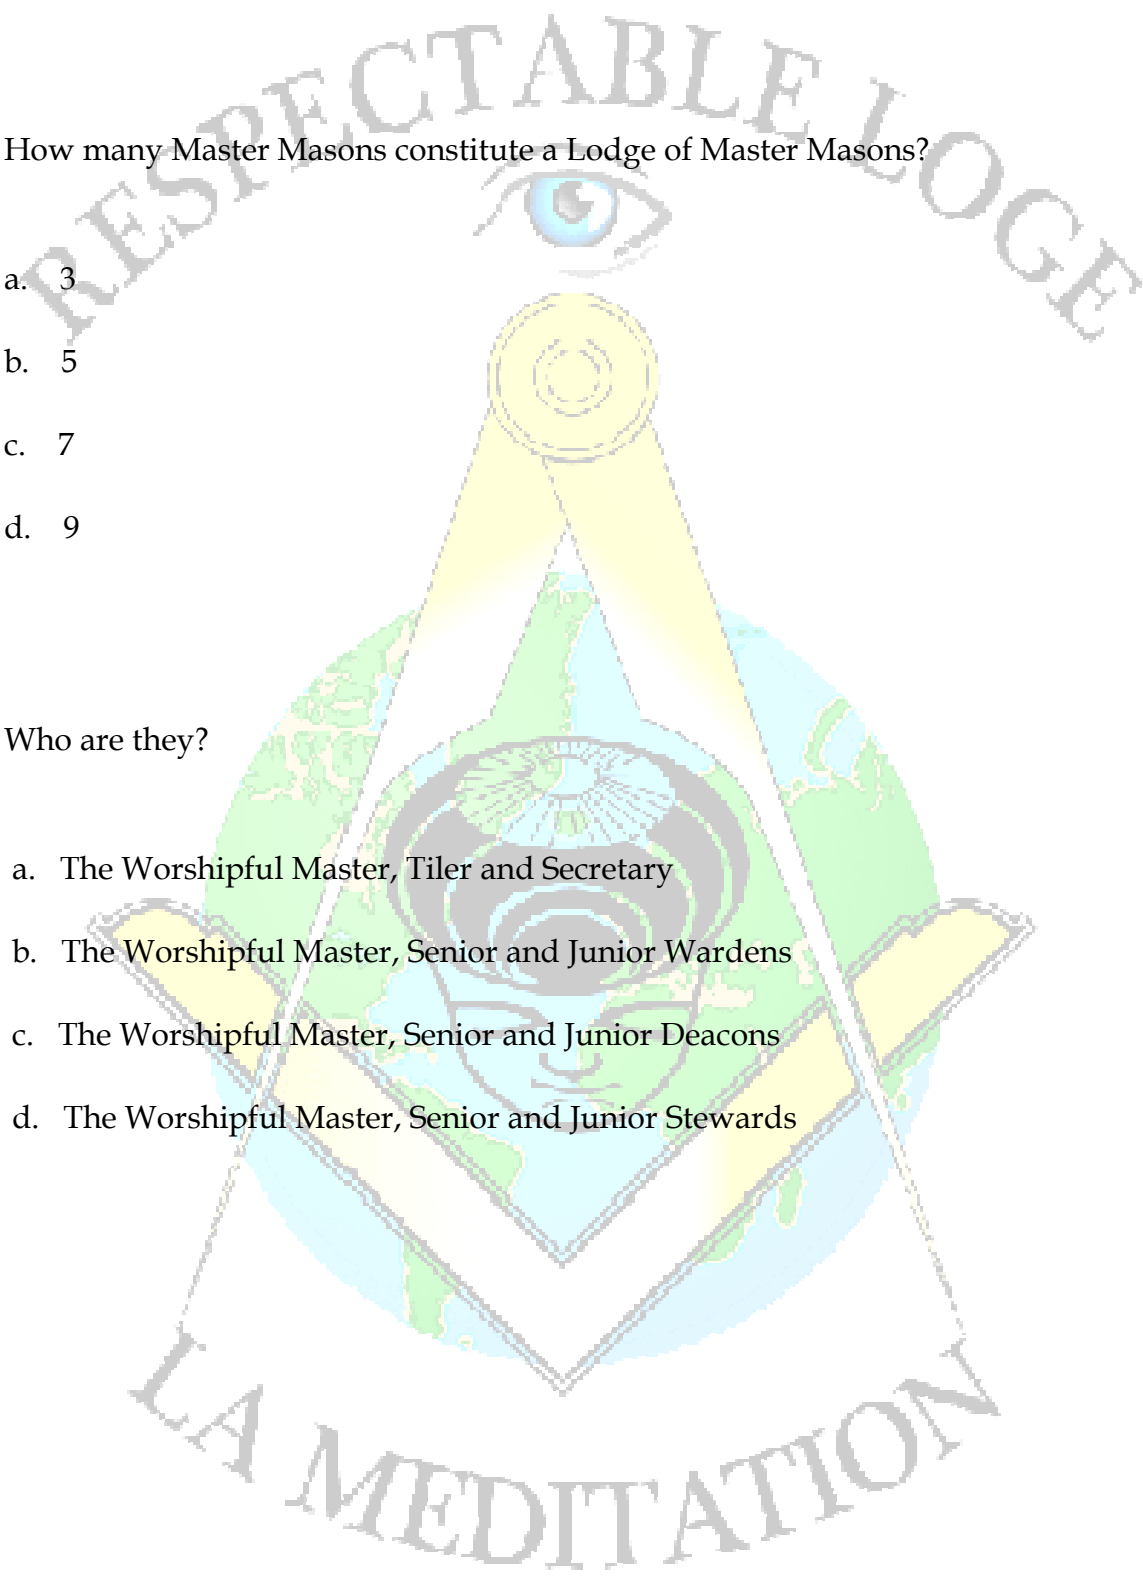 RESPECTABLE LOGE
How many Master Masons constitute a Lodge of Master Masons?
a. 3
b. 5
c. 7
d. 9
Who are they?
a. The Worshipful Master, Tiler and Secretary
b. The Worshipful Master, Senior and Junior Wardens
c. The Worshipful Master, Senior and Junior Deacons
d. The Worshipful Master, Senior and Junior Stewards
LA MEDITATION